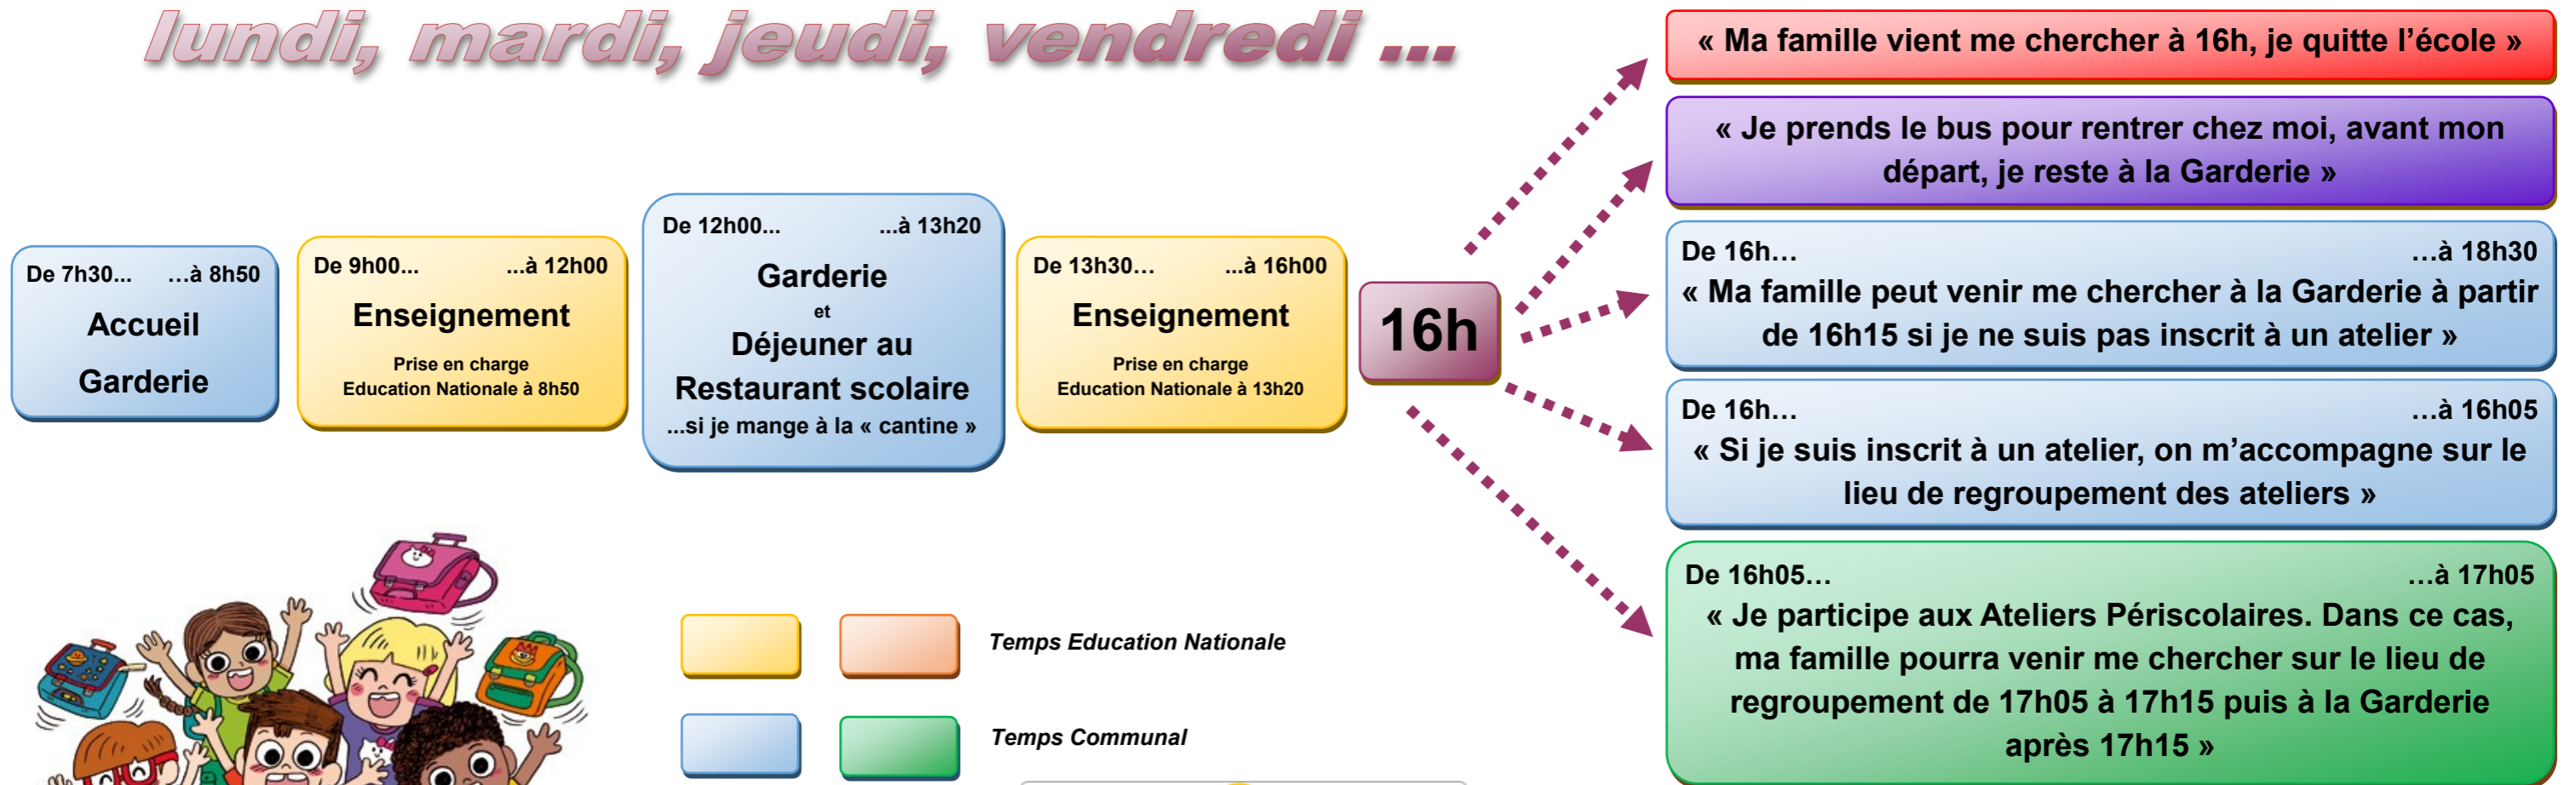 lundi, mardi, jeudi, vendredi ...
De 7h30... …à 8h50
Accueil
Garderie
De 9h00... ...à 12h00
Enseignement
Prise en charge
Education Nationale à 8h50
De 12h00... ...à 13h20
Garderie
et
Déjeuner au
Restaurant scolaire
...si je mange à la « cantine »
De 13h30… ...à 16h00
Enseignement
Prise en charge
Education Nationale à 13h20
16h
« Ma famille vient me chercher à 16h, je quitte l’école »
« Je prends le bus pour rentrer chez moi, avant mon
départ, je reste à la Garderie »
De 16h… …à 18h30
« Ma famille peut venir me chercher à la Garderie à partir
de 16h15 si je ne suis pas inscrit à un atelier »
De 16h… …à 16h05
« Si je suis inscrit à un atelier, on m’accompagne sur le
lieu de regroupement des ateliers »
De 16h05… …à 17h05
« Je participe aux Ateliers Périscolaires. Dans ce cas,
ma famille pourra venir me chercher sur le lieu de
regroupement de 17h05 à 17h15 puis à la Garderie
après 17h15 »
Temps Education Nationale
Temps Communal